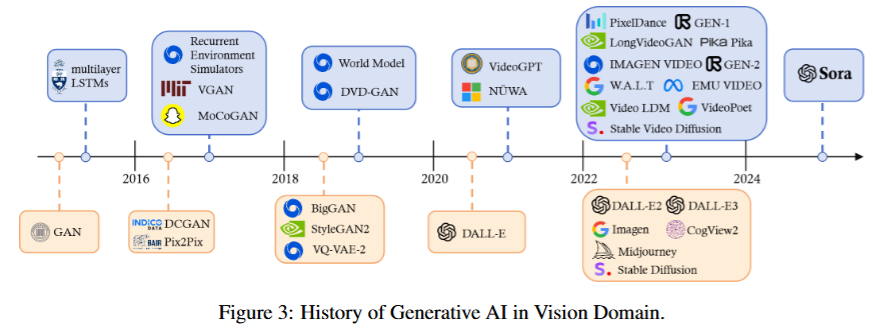 multilayer
LSTMs
Recurrent
Environment
Simulators
MIT
VGAN
MoCoGAN
World Model
DVD-GAN
VideoGPT
NÜWA
PixelDance GEN-1
LongVideoGAN Pika Pika
IMAGEN VIDEO GEN-2
W.A.L.T EMU VIDEO
Video LDM VideoPoet
S. Stable Video Diffusion
Sora
2016 2018 2020 2022 2024
GAN
INDICO DATA DCGAN
BAIR Pix2Pix
BigGAN
StyleGAN2
VQ-VAE-2
DALL-E
DALL-E2 DALL-E3
Imagen CogView2
Midjourney
S. Stable Diffusion
Figure 3: History of Generative AI in Vision Domain.